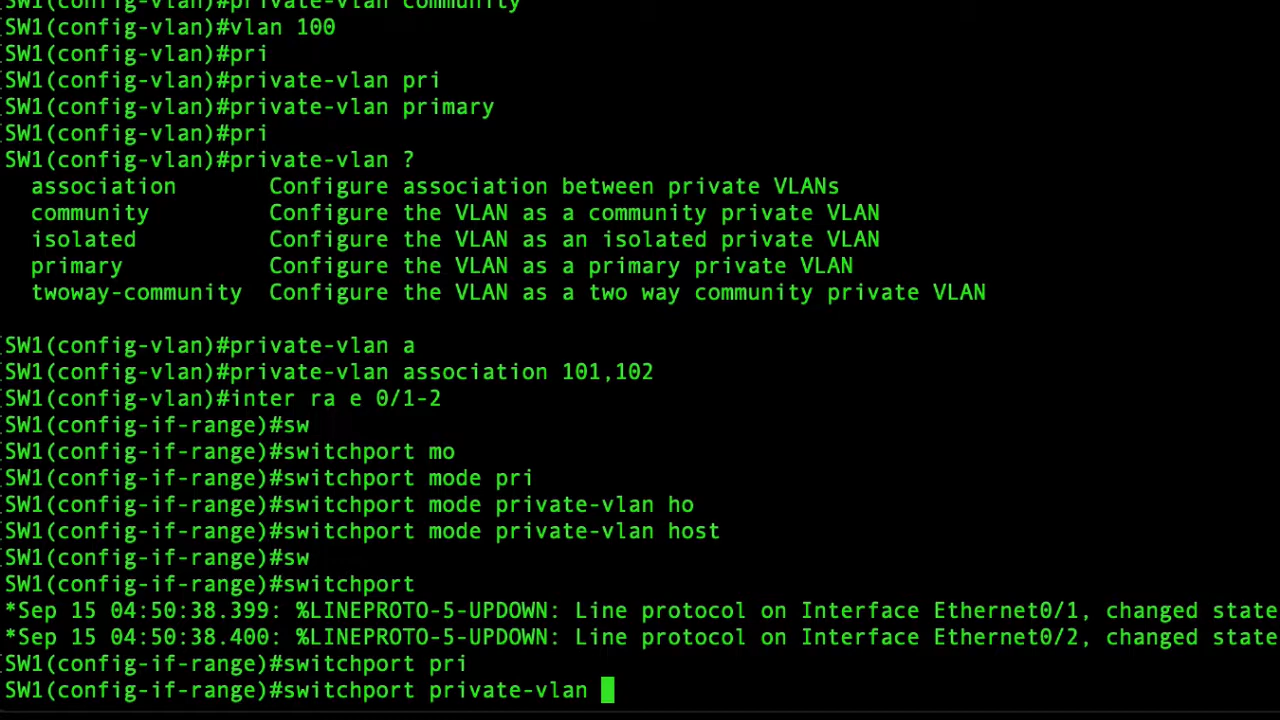 SW1(config-vlan)#private-vlan community
SW1(config-vlan)#vlan 100
SW1(config-vlan)#pri
SW1(config-vlan)#private-vlan pri
SW1(config-vlan)#private-vlan primary
SW1(config-vlan)#pri
SW1(config-vlan)#private-vlan ?
  association       Configure association between private VLANs
  community         Configure the VLAN as a community private VLAN
  isolated          Configure the VLAN as an isolated private VLAN
  primary           Configure the VLAN as a primary private VLAN
  twoway-community  Configure the VLAN as a two way community private VLAN
SW1(config-vlan)#private-vlan a
SW1(config-vlan)#private-vlan association 101,102
SW1(config-vlan)#inter ra e 0/1-2
SW1(config-if-range)#sw
SW1(config-if-range)#switchport mo
SW1(config-if-range)#switchport mode pri
SW1(config-if-range)#switchport mode private-vlan ho
SW1(config-if-range)#switchport mode private-vlan host
SW1(config-if-range)#sw
SW1(config-if-range)#switchport
*Sep 15 04:50:38.399: %LINEPROTO-5-UPDOWN: Line protocol on Interface Ethernet0/1, changed state
*Sep 15 04:50:38.400: %LINEPROTO-5-UPDOWN: Line protocol on Interface Ethernet0/2, changed state
SW1(config-if-range)#switchport pri
SW1(config-if-range)#switchport private-vlan